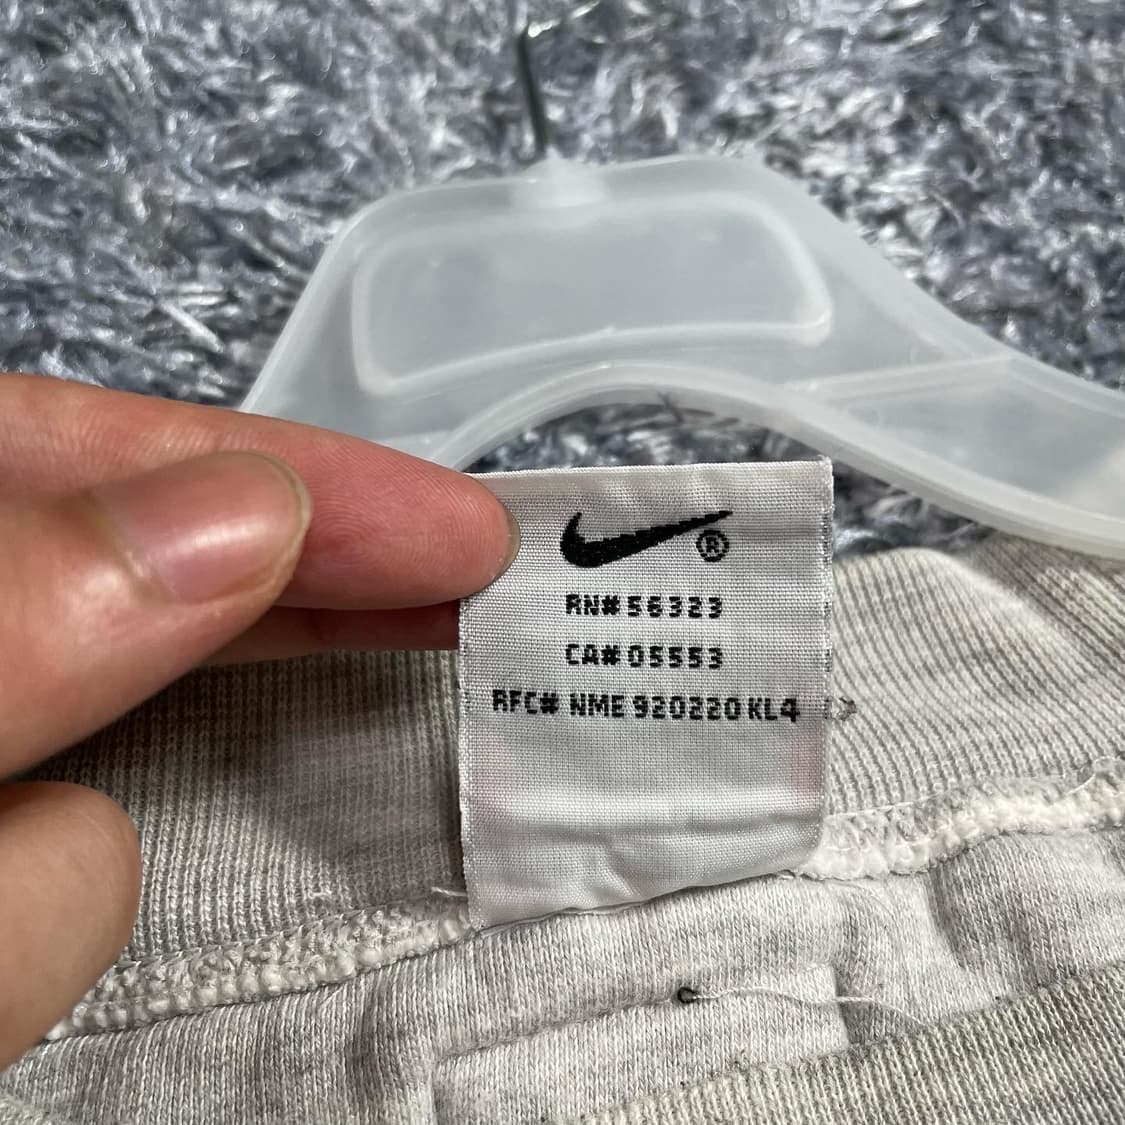 ®
RN# 56323
CA# 05553
RFC# NME 920220 KL4